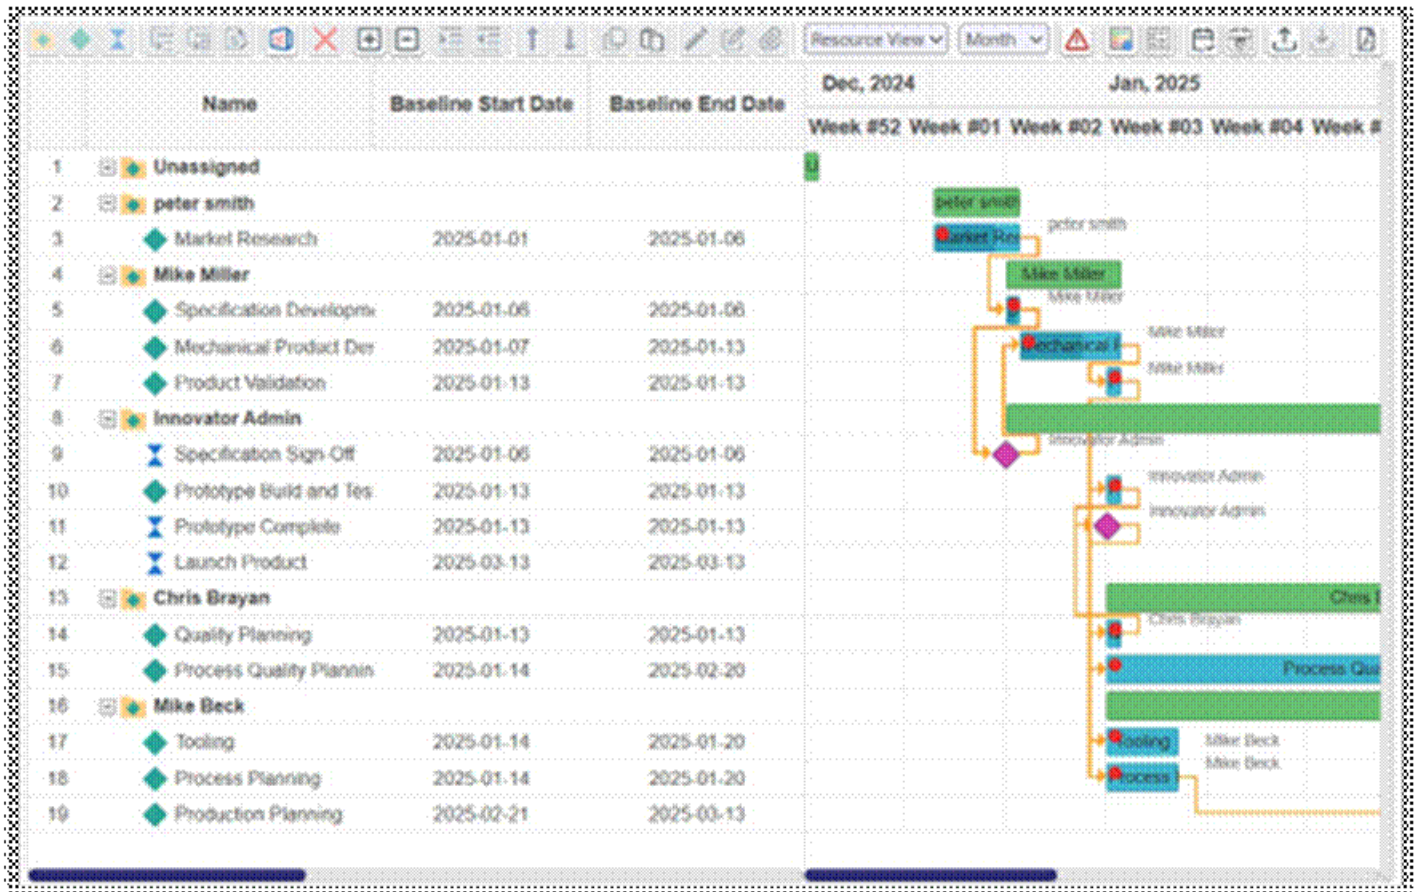 Resource View Month
Dec, 2024 Jan, 2025
Name Baseline Start Date Baseline End Date
Week #52 Week #01 Week #02 Week #03 Week #04 Week #
1 Unassigned U
2 peter smith peter smith
3 Market Research 2025-01-01 2025-01-06 Market Res peter smith
4 Mike Miller Mike Miller
5 Specification Developme 2025-01-06 2025-01-06 Mike Miller
6 Mechanical Product Der 2025-01-07 2025-01-13 Mechanical Mike Miller
7 Product Validation 2025-01-13 2025-01-13 Mike Miller
8 Innovator Admin
9 Specification Sign-Off 2025-01-06 2025-01-06 Innovator Admin
10 Prototype Build and Tes 2025-01-13 2025-01-13 Innovator Admin
11 Prototype Complete 2025-01-13 2025-01-13 Innovator Admin
12 Launch Product 2025-03-13 2025-03-13
13 Chris Brayan Chris
14 Quality Planning 2025-01-13 2025-01-13 Chris Brayan
15 Process Quality Plannin 2025-01-14 2025-02-20 Process Qua
16 Mike Beck
17 Tooling 2025-01-14 2025-01-20 Tooling Mike Beck
18 Process Planning 2025-01-14 2025-01-20 Process Mike Beck
19 Production Planning 2025-02-21 2025-03-13